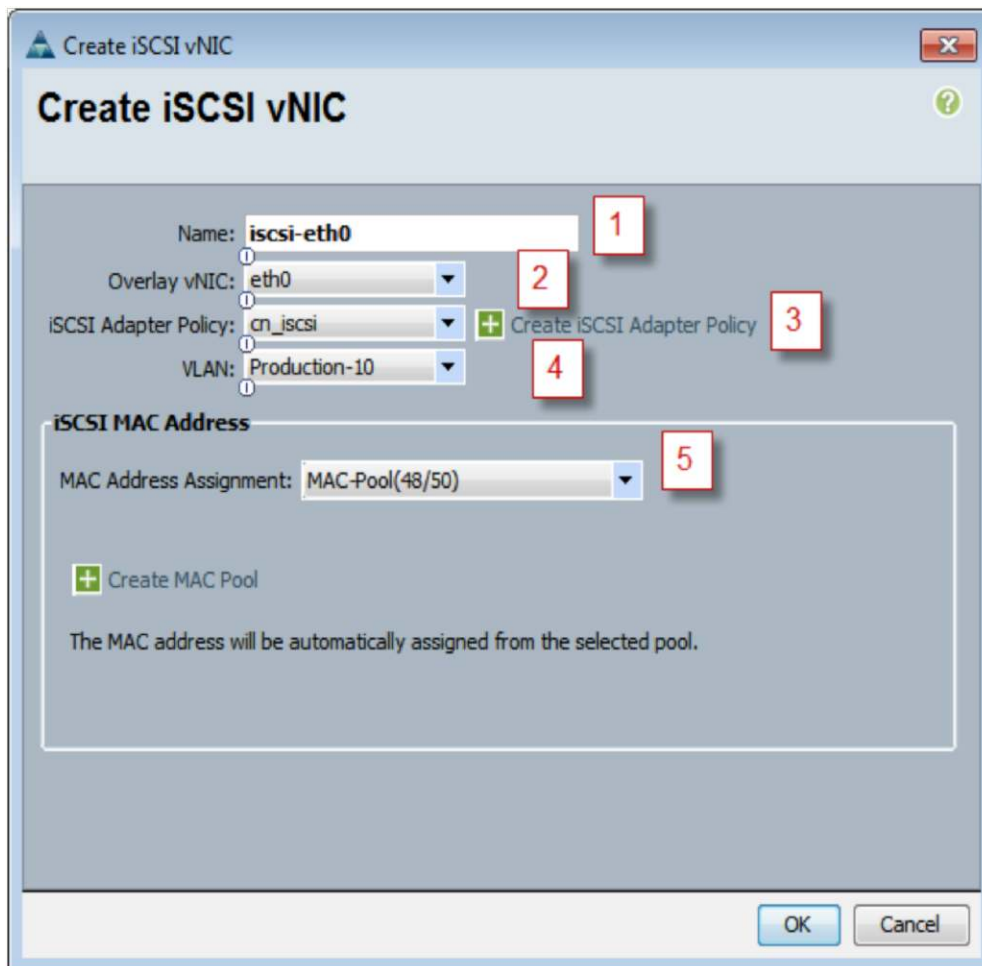 Create iSCSI vNIC
Create iSCSI vNIC
Name: iscsi-eth0 1
Overlay vNIC: eth0 2
iSCSI Adapter Policy: cn_iscsi Create iSCSI Adapter Policy 3
VLAN: Production-10 4
iSCSI MAC Address
MAC Address Assignment: MAC-Pool(48/50) 5
Create MAC Pool
The MAC address will be automatically assigned from the selected pool.
OK Cancel